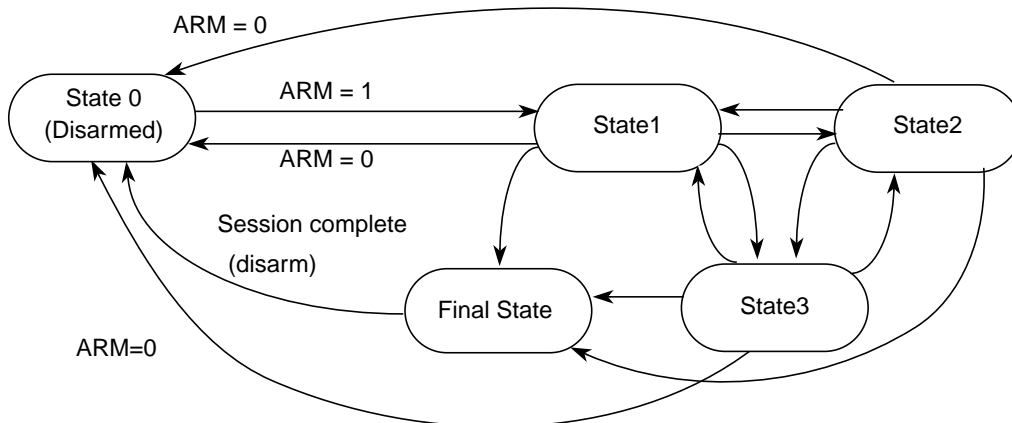 ARM = 0
State 0
(Disarmed)
ARM = 1
State1
State2
ARM = 0
Session complete
(disarm)
Final State
State3
ARM=0